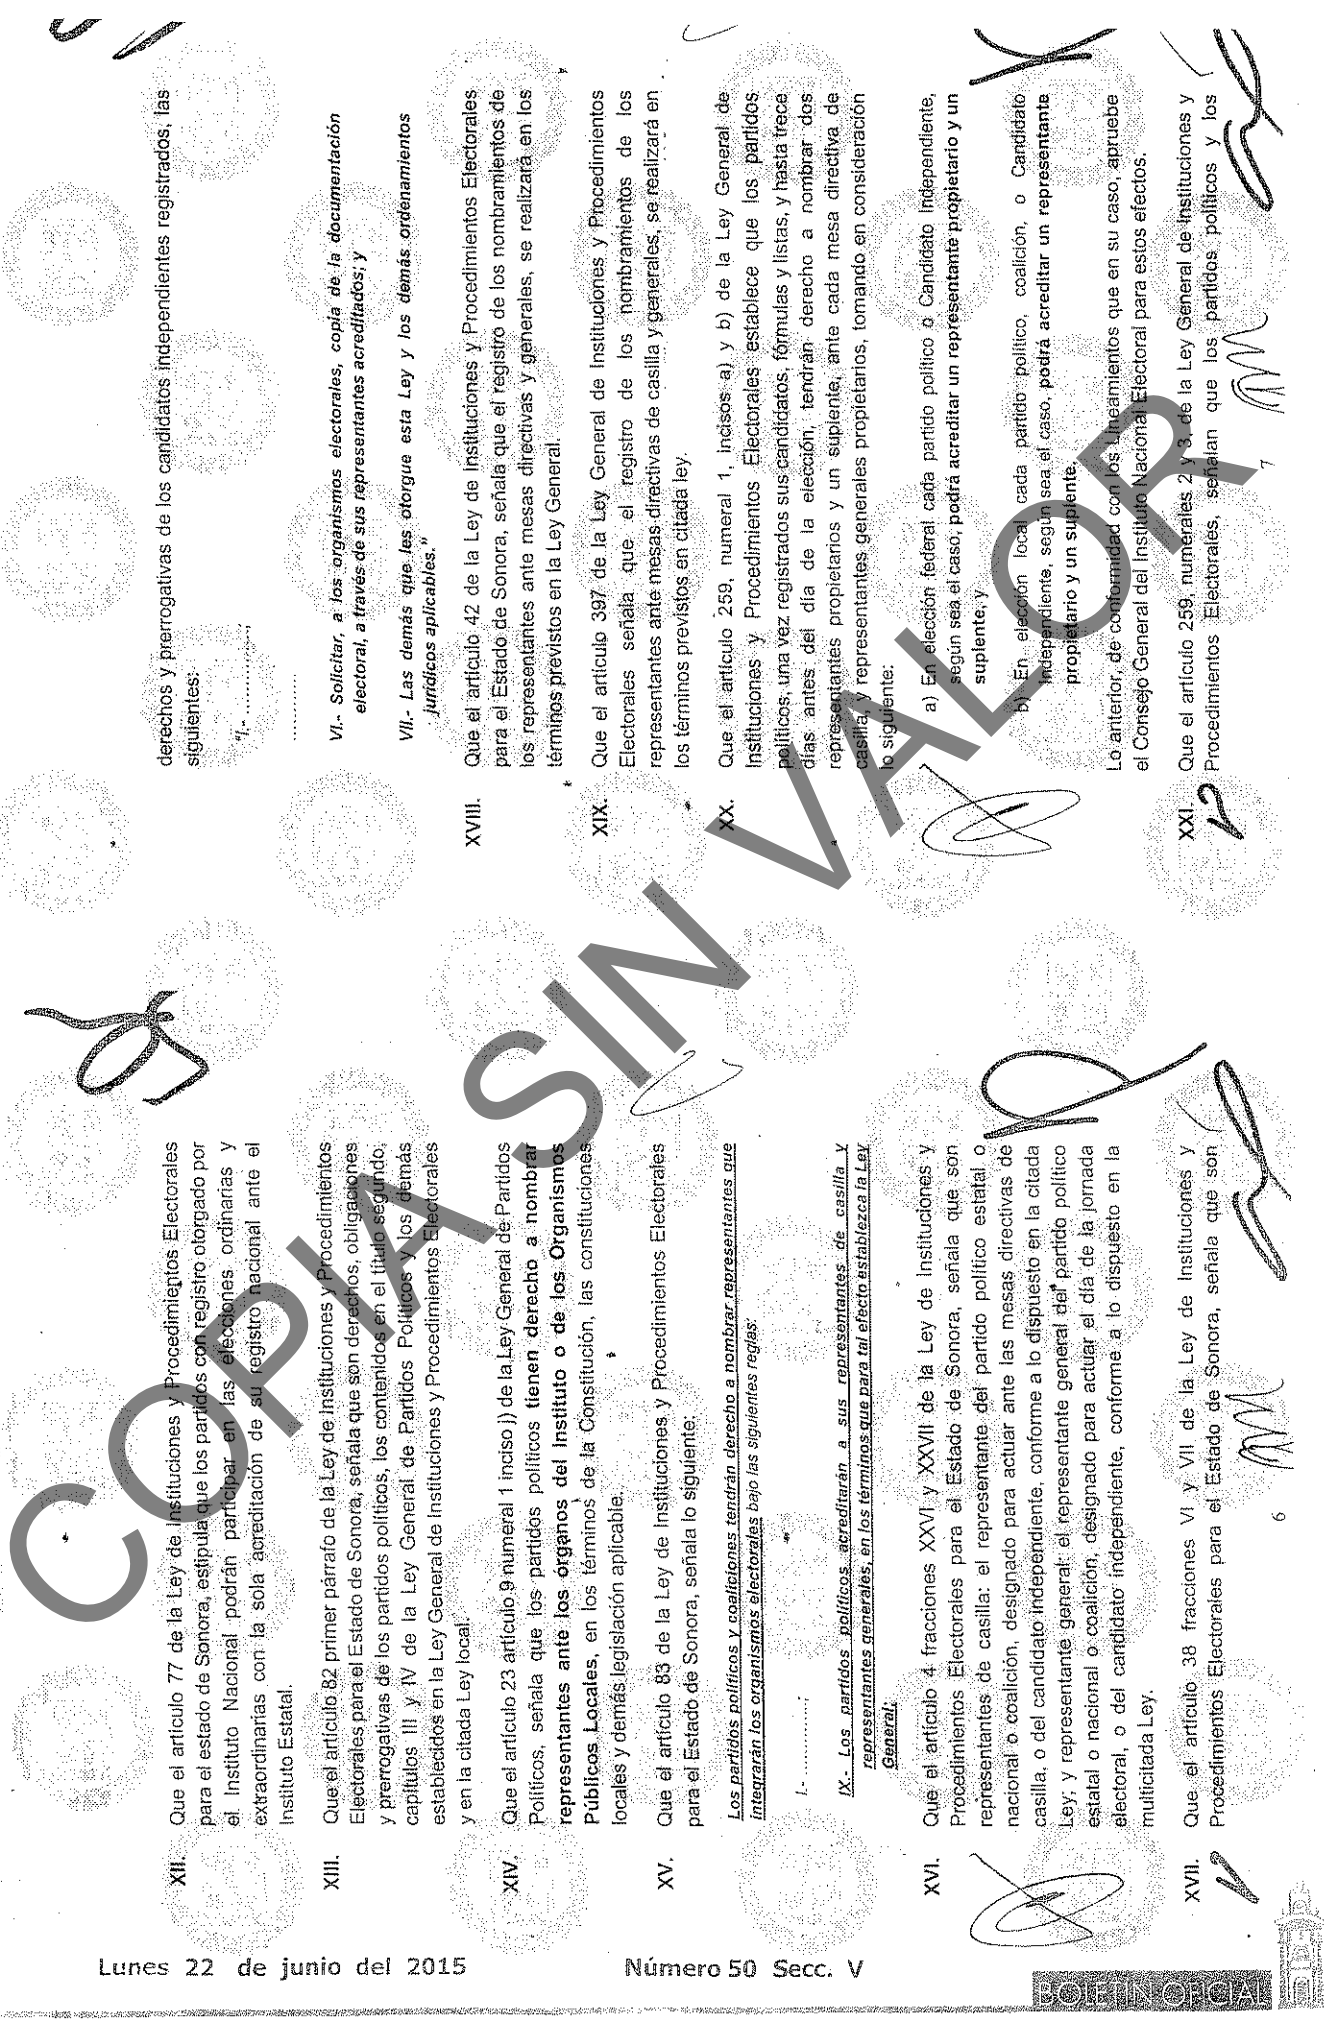 XII. Que el artículo 77 de la Ley de Instituciones y Procedimientos Electorales
para el estado de Sonora, estipula que los partidos con registro otorgado por
el Instituto Nacional podrán participar en las elecciones ordinarias y
extraordinarias con la sola acreditación de su registro nacional ante el
Instituto Estatal.
XIII. Que el artículo 82 primer párrafo de la Ley de Instituciones y Procedimientos
Electorales para el Estado de Sonora, señala que son derechos, obligaciones
y prerrogativas de los partidos políticos, los contenidos en el título segundo,
capítulos III y IV de la Ley General de Partidos Políticos y los demás
establecidos en la Ley General de Instituciones y Procedimientos Electorales
y en la citada Ley local.
XIV. Que el artículo 23 artículo 9 numeral 1 inciso j) de la Ley General de Partidos
Políticos, señala que los partidos políticos tienen derecho a nombrar
representantes ante los órganos del Instituto o de los Organismos
Públicos Locales, en los términos de la Constitución, las constituciones
locales y demás legislación aplicable.
XV. Que el artículo 83 de la Ley de Instituciones y Procedimientos Electorales
para el Estado de Sonora, señala lo siguiente:
Los partidos políticos y coaliciones tendrán derecho a nombrar representantes que
integrarán los organismos electorales bajo las siguientes reglas:
I.- .............;
IX.- Los partidos políticos acreditarán a sus representantes de casilla y
representantes generales, en los términos que para tal efecto establezca la Ley
General;
XVI. Que el artículo 4 fracciones XXVI y XXVII de la Ley de Instituciones y
Procedimientos Electorales para el Estado de Sonora, señala que son
representantes de casilla: el representante del partido político estatal o
nacional o coalición, designado para actuar ante las mesas directivas de
casilla, o del candidato independiente, conforme a lo dispuesto en la citada
Ley; y representante general: el representante general del partido político
estatal o nacional o coalición, designado para actuar el día de la jornada
electoral, o del candidato independiente, conforme a lo dispuesto en la
multicitada Ley.
XVII. Que el artículo 38 fracciones VI y VII de la Ley de Instituciones y
Procedimientos Electorales para el Estado de Sonora, señala que son
6
derechos y prerrogativas de los candidatos independientes registrados, las
siguientes:
"I.- ......................;
.............
VI.- Solicitar, a los organismos electorales, copia de la documentación
electoral, a través de sus representantes acreditados; y
VII.- Las demás que les otorgue esta Ley y los demás ordenamientos
jurídicos aplicables."
XVIII. Que el artículo 42 de la Ley de Instituciones y Procedimientos Electorales
para el Estado de Sonora, señala que el registro de los nombramientos de
los representantes ante mesas directivas y generales, se realizará en los
términos previstos en la Ley General.
XIX. Que el artículo 397 de la Ley General de Instituciones y Procedimientos
Electorales señala que el registro de los nombramientos de los
representantes ante mesas directivas de casilla y generales, se realizará en
los términos previstos en citada ley.
XX. Que el artículo 259, numeral 1, incisos a) y b) de la Ley General de
Instituciones y Procedimientos Electorales establece que los partidos
políticos, una vez registrados sus candidatos, fórmulas y listas, y hasta trece
días antes del día de la elección, tendrán derecho a nombrar dos
representantes propietarios y un suplente, ante cada mesa directiva de
casilla, y representantes generales propietarios, tomando en consideración
lo siguiente:
a) En elección federal cada partido político o Candidato Independiente,
según sea el caso, podrá acreditar un representante propietario y un
suplente, y
b) En elección local cada partido político, coalición, o Candidato
Independiente, según sea el caso, podrá acreditar un representante
propietario y un suplente.
Lo anterior, de conformidad con los Lineamientos que en su caso, apruebe
el Consejo General del Instituto Nacional Electoral para estos efectos.
XXI. Que el artículo 259, numerales 2 y 3, de la Ley General de Instituciones y
Procedimientos Electorales, señalan que los partidos políticos y los
7
COPIA SIN VALOR
Lunes 22 de junio del 2015
Número 50 Secc. V
BOLETIN OFICIAL